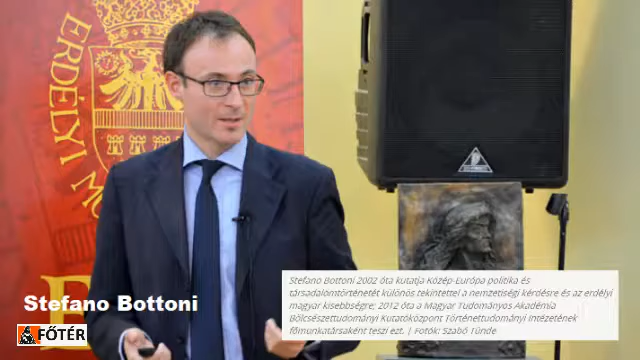 ERDÉLYI M
E
Stefano Bottoni
FŐTÉR
Stefano Bottoni 2002 óta kutatja Közép-Európa politika és
társadalomtörténetét különös tekintettel a nemzetiségi kérdésre és az erdélyi
magyar kisebbségre; 2012 óta a Magyar Tudományos Akadémia
Bölcsészettudományi Kutatóközpont Történettudományi Intézetének
főmunkatársaként teszi ezt. | Fotók: Szabó Tünde